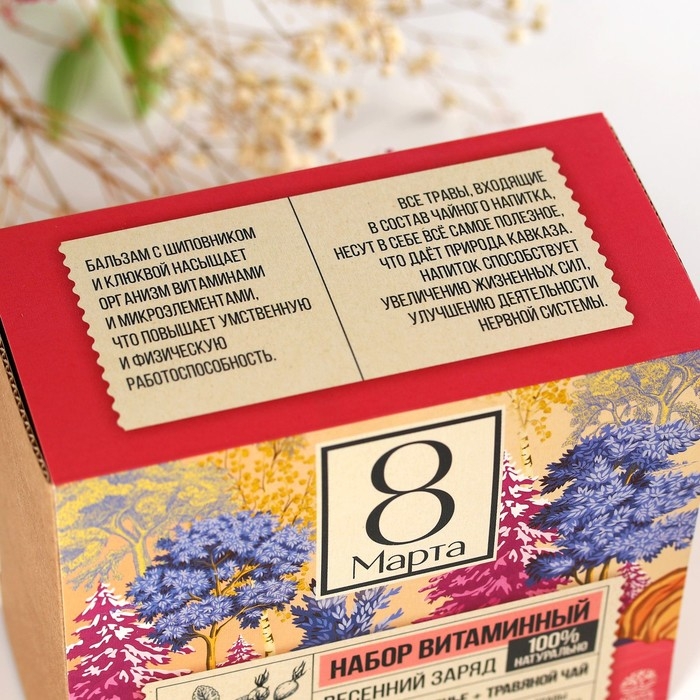 БАЛЬЗАМ С ШИПОВНИКОМ
И КЛЮКВОЙ НАСЫЩАЕТ
ОРГАНИЗМ ВИТАМИНАМИ
И МИКРОЭЛЕМЕНТАМИ,
ЧТО ПОВЫШАЕТ УМСТВЕННУЮ
И ФИЗИЧЕСКУЮ
РАБОТОСПОСОБНОСТЬ.
ВСЕ ТРАВЫ, ВХОДЯЩИЕ
В СОСТАВ ЧАЙНОГО НАПИТКА,
НЕСУТ В СЕБЕ ВСЁ САМОЕ ПОЛЕЗНОЕ,
ЧТО ДАЁТ ПРИРОДА КАВКАЗА.
НАПИТОК СПОСОБСТВУЕТ
УВЕЛИЧЕНИЮ ЖИЗНЕННЫХ СИЛ,
УЛУЧШЕНИЮ ДЕЯТЕЛЬНОСТИ
НЕРВНОЙ СИСТЕМЫ.
8
Марта
НАБОР ВИТАМИННЫЙ
ВЕСЕННИЙ ЗАРЯД
100%
НАТУРАЛЬНО
+ ТРАВЯНОЙ ЧАЙ